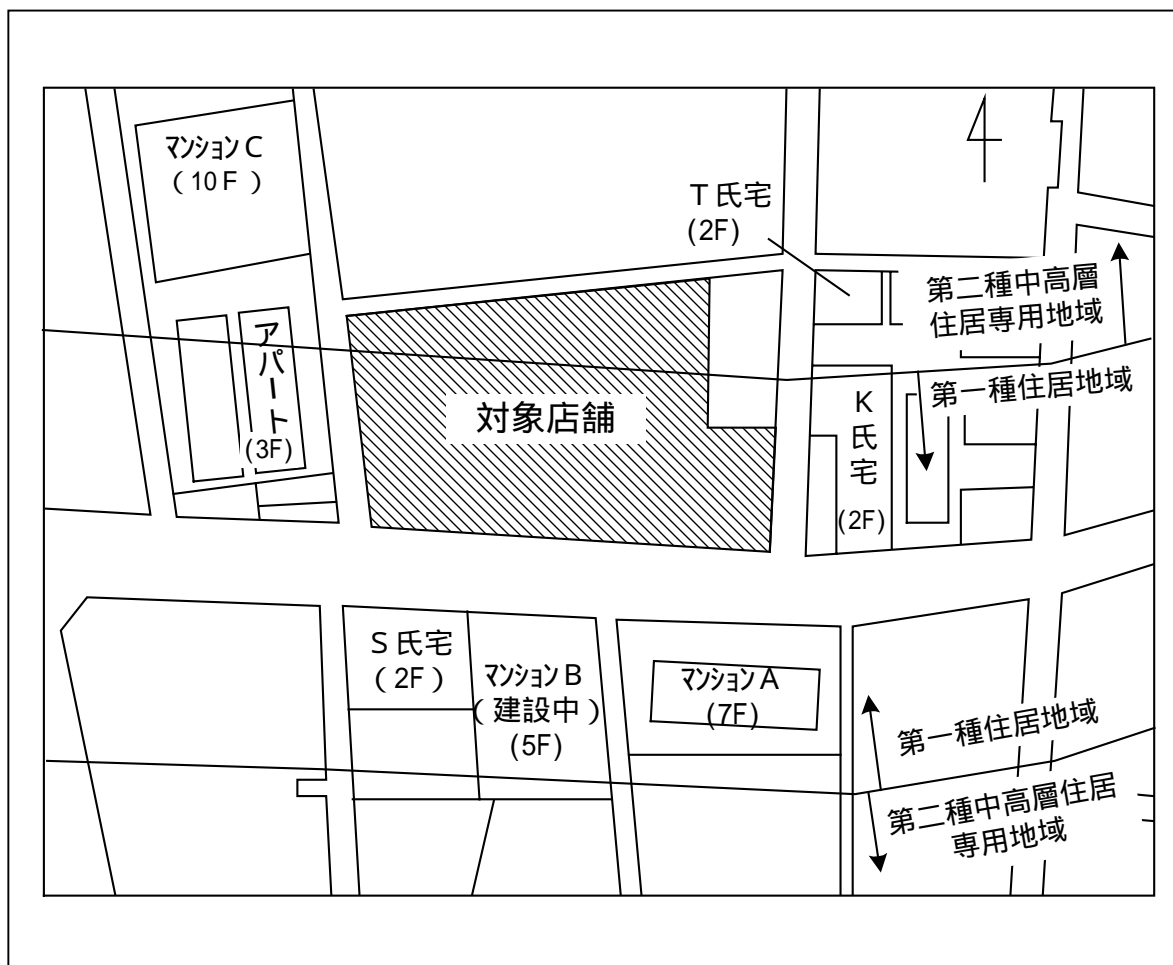 マンションC
（10F）
T氏宅
(2F)
第二種中高層
住居専用地域
アパート
(3F)
第一種住居地域
対象店舗
K氏宅
(2F)
S氏宅
（2F）
マンションB
（建設中）
(5F)
マンションA
(7F)
第一種住居地域
第二種中高層住居
専用地域